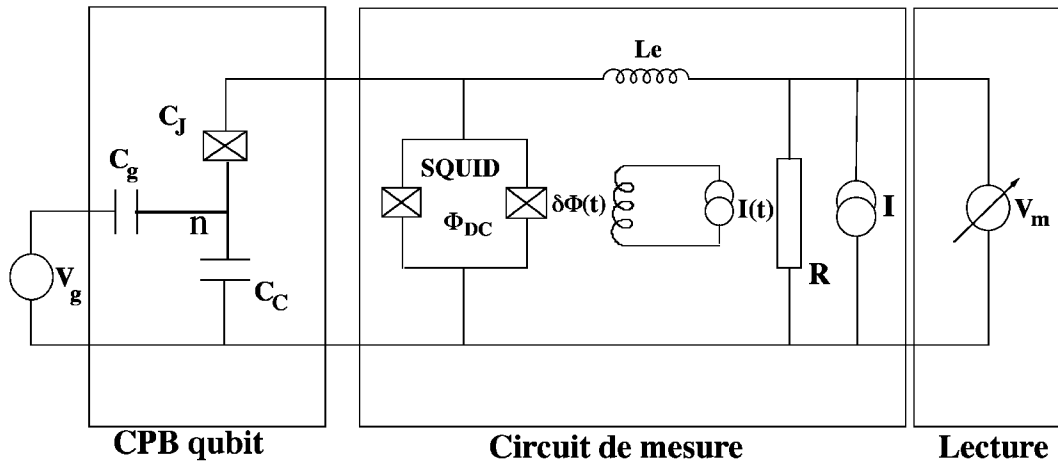 Le
C_J
C_g
SQUID
Φ_DC
δΦ(t)
I(t)
I
V_m
n
V_g
C_C
R
CPB qubit
Circuit de mesure
Lecture